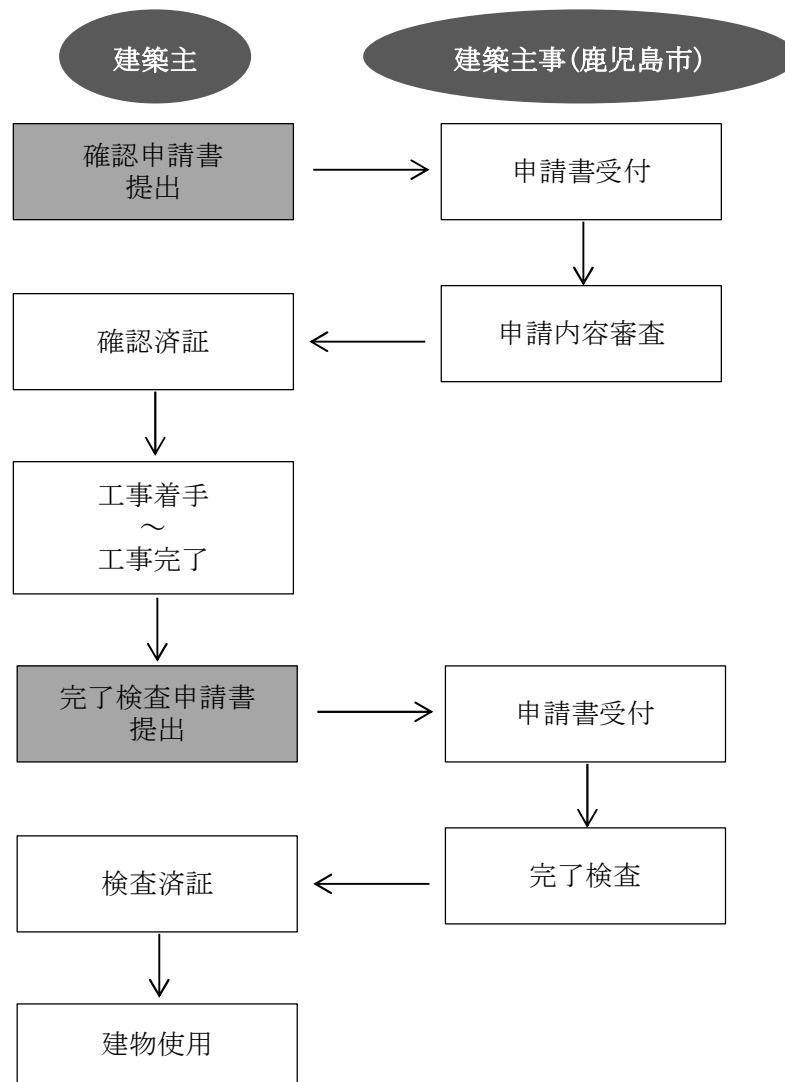 建築主
建築主事(鹿児島市)
確認申請書
提出
申請書受付
確認済証
申請内容審査
工事着手
～
工事完了
完了検査申請書
提出
申請書受付
検査済証
完了検査
建物使用